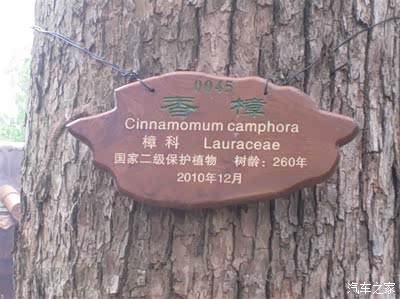 0045
香樟
Cinnamomum camphora
樟科 Lauraceae
国家二级保护植物 树龄：260年
2010年12月
汽车之家